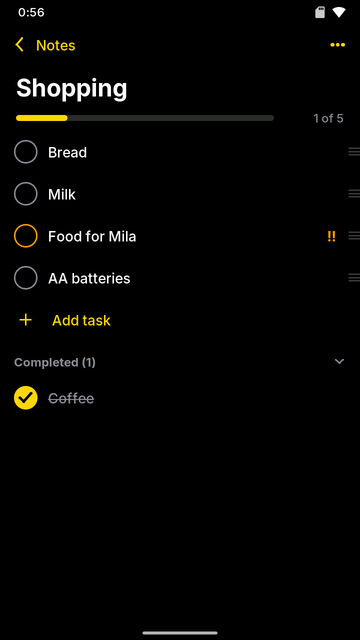 0:56
Notes
Shopping
1 of 5
Bread
Milk
Food for Mila !!
AA batteries
+ Add task
Completed (1)
Coffee